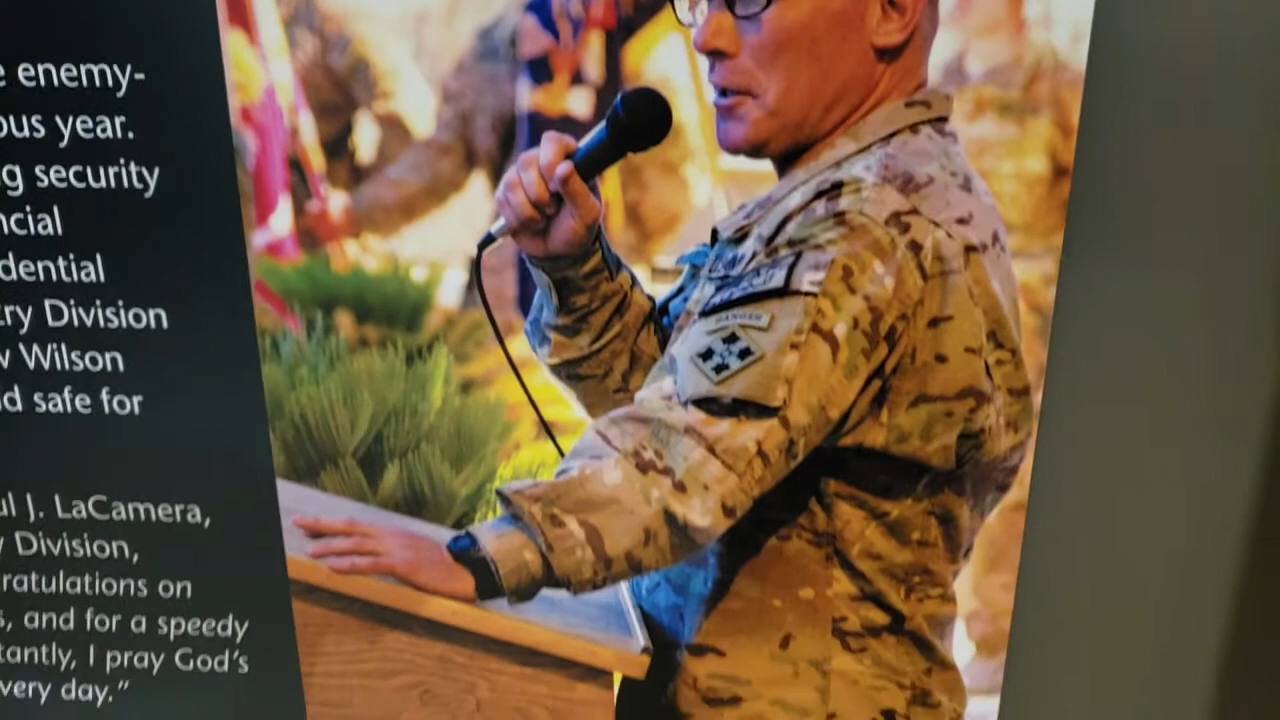 enemy-
ous year.
g security
ncial
dential
ry Division
Wilson
d safe for
ul J. LaCamera,
Division,
ratulations on
s, and for a speedy
tantly, I pray God's
very day.”
RANGER